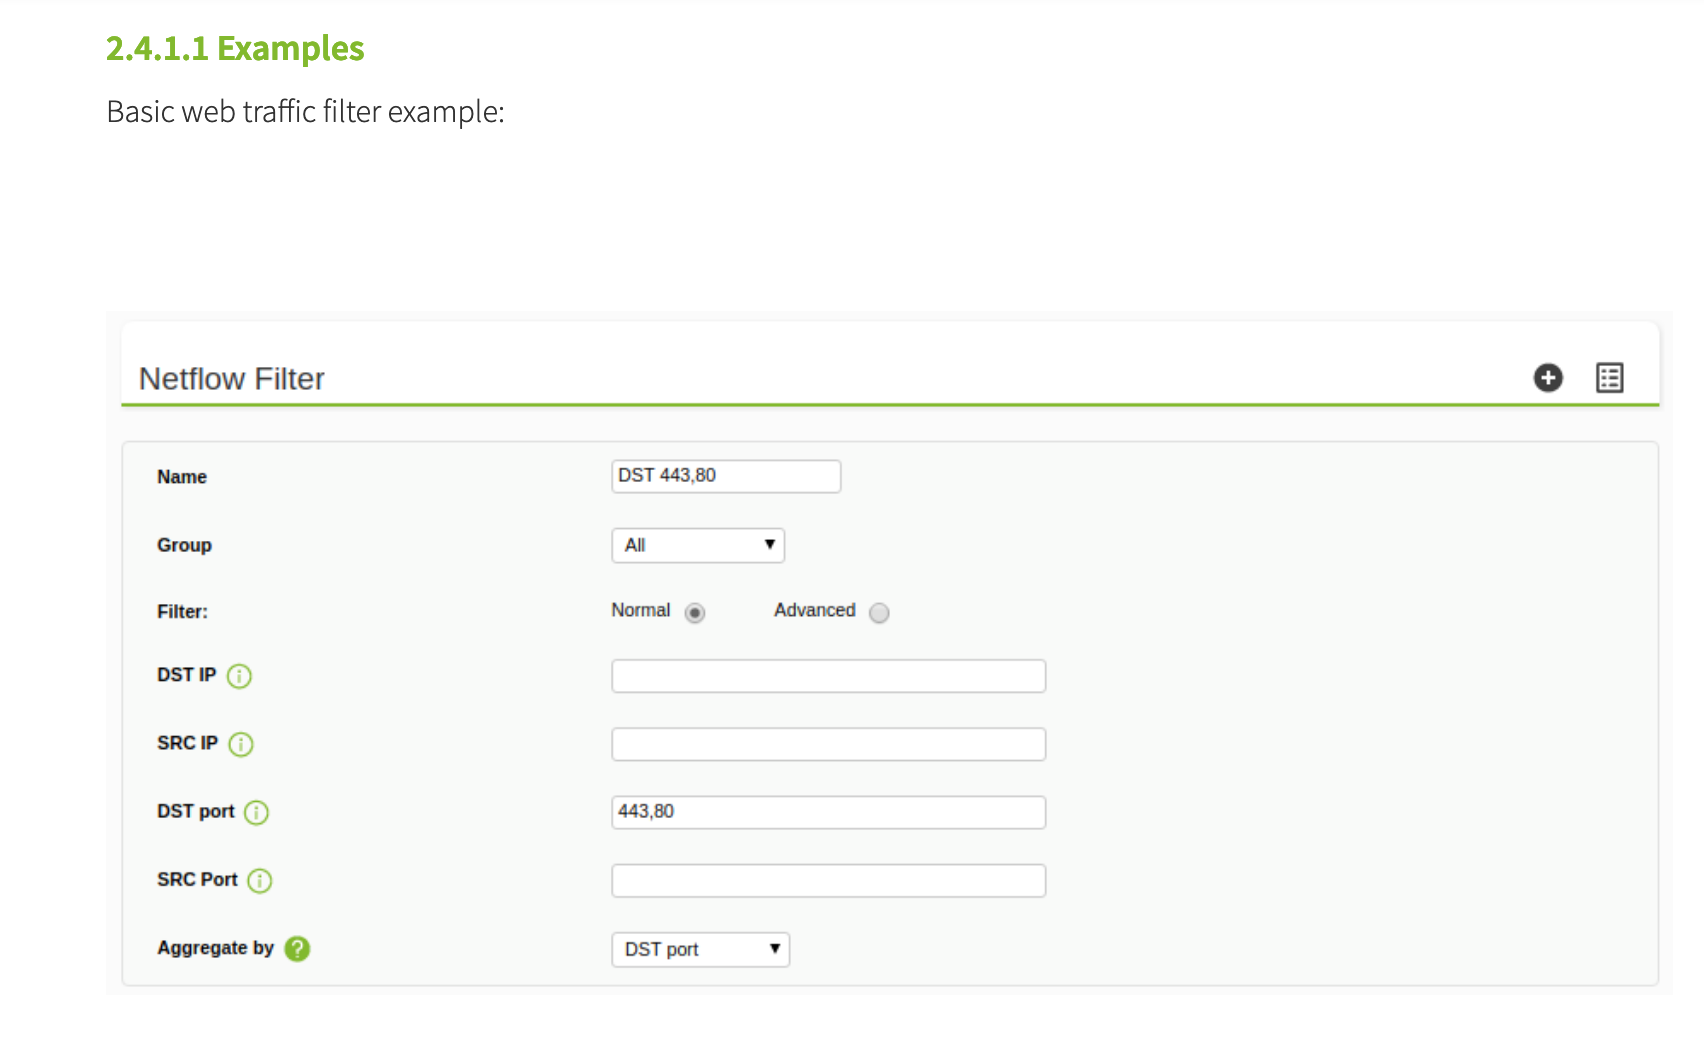 2.4.1.1 Examples
Basic web traffic filter example:
Netflow Filter
Name DST 443,80
Group All
Filter: Normal Advanced
DST IP
SRC IP
DST port 443,80
SRC Port
Aggregate by ? DST port